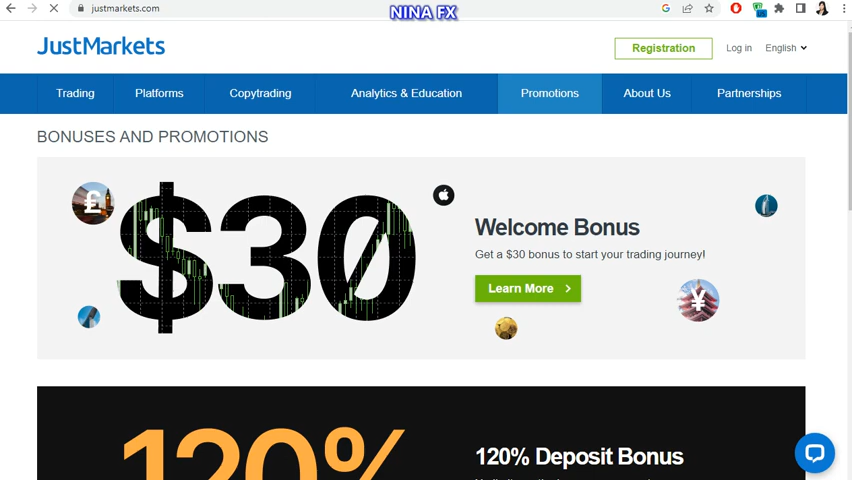 justmarkets.com
NINA FX
JustMarkets
Registration
Log in
English
Trading
Platforms
Copytrading
Analytics & Education
Promotions
About Us
Partnerships
BONUSES AND PROMOTIONS
£
$30
Welcome Bonus
Get a $30 bonus to start your trading journey!
Learn More
¥
120%
120% Deposit Bonus